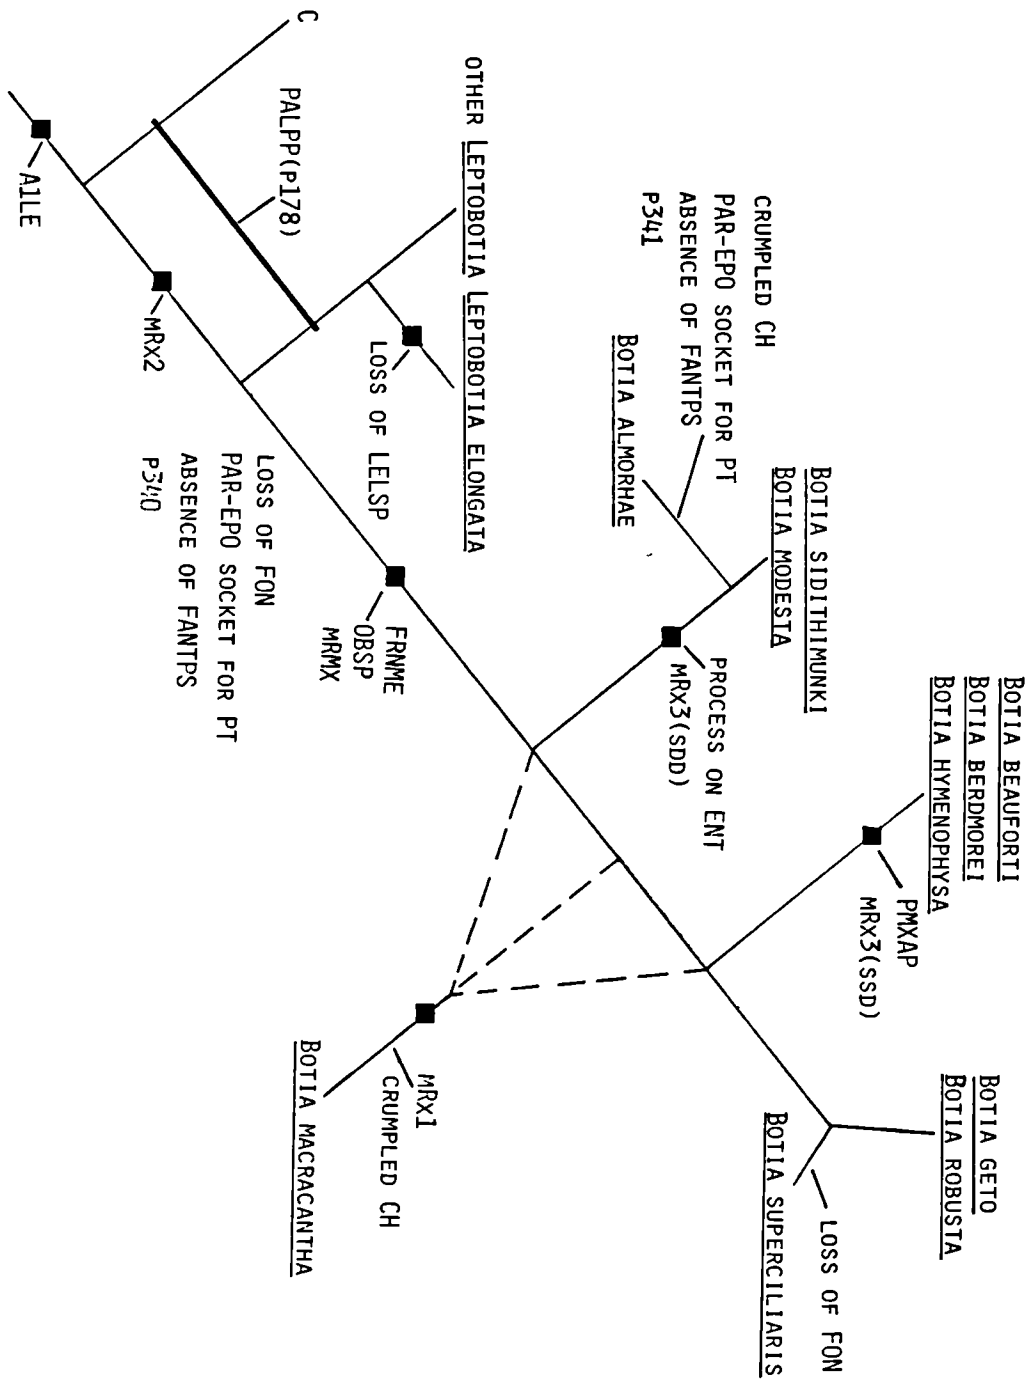 C
PALPP(P178)
A1LE
MRX2
OTHER LEPTOBOTIA
LEPTOBOTIA ELONGATA
LOSS OF LELSP
LOSS OF FON
PAR-EPO SOCKET FOR PT
ABSENCE OF FANTPS
P340
FRNME
OBSP
MRMX
CRUMPLED CH
PAR-EPO SOCKET FOR PT
ABSENCE OF FANTPS
P341
BOTIA ALMORHAE
BOTIA SIDITHIMUNKI
BOTIA MODESTA
PROCESS ON ENT
MRX3(SDD)
BOTIA BEAUFORTI
BOTIA BERDMOREI
BOTIA HYMENOPHYSA
PMXAP
MRX3(SSD)
BOTIA GETO
BOTIA ROBUSTA
LOSS OF FON
BOTIA SUPERCILIARIS
MRX1
CRUMPLED CH
BOTIA MACRACANTHA